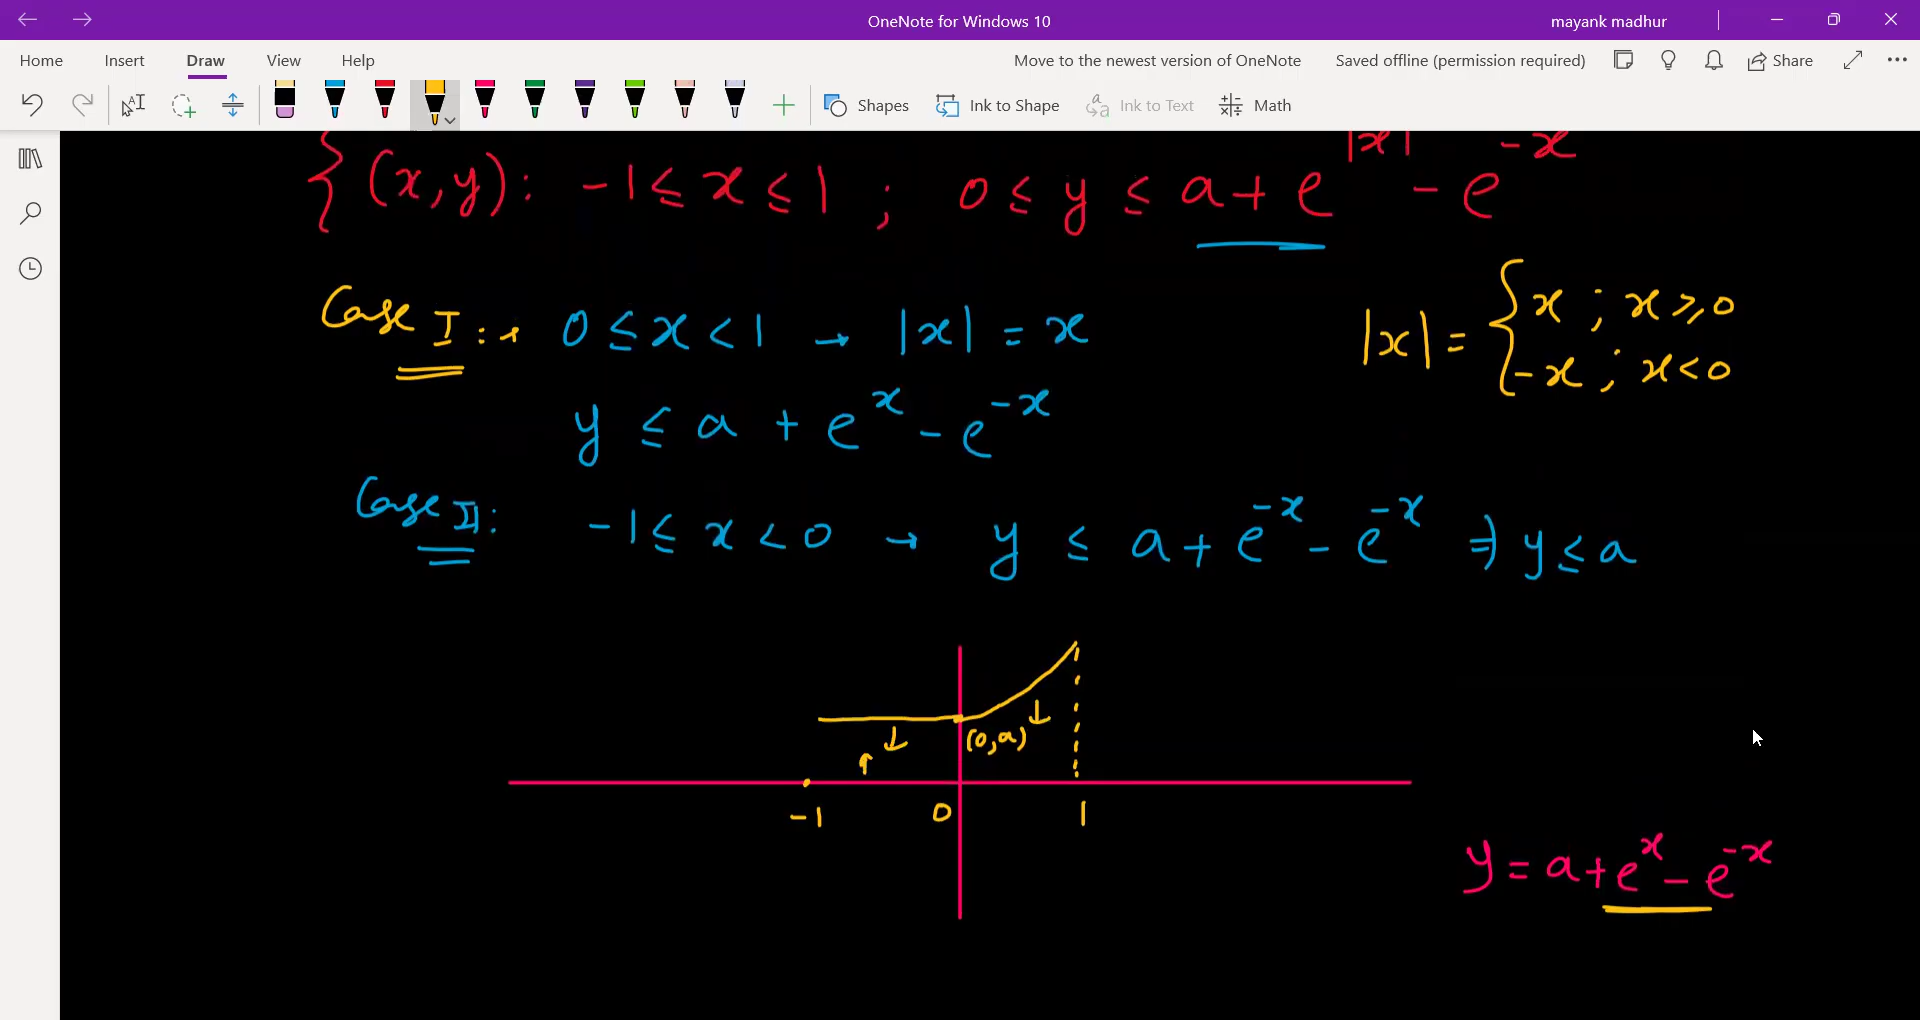 OneNote for Windows 10
mayank madhur
Home Insert Draw View Help
Move to the newest version of OneNote Saved offline (permission required) Share
Shapes Ink to Shape Ink to Text Math
{(x,y): -1≤x≤1 ; 0≤y≤a+e^|x| - e^-x
Case I: 0≤x<1 → |x| = x
|x| = { x ; x≥0
-x ; x<0
y ≤ a + e^x - e^-x
Case II: -1≤x<0 → y ≤ a+e^-x - e^-x ⇒ y≤a
(0,a)
-1 0 1
y = a+e^x - e^-x